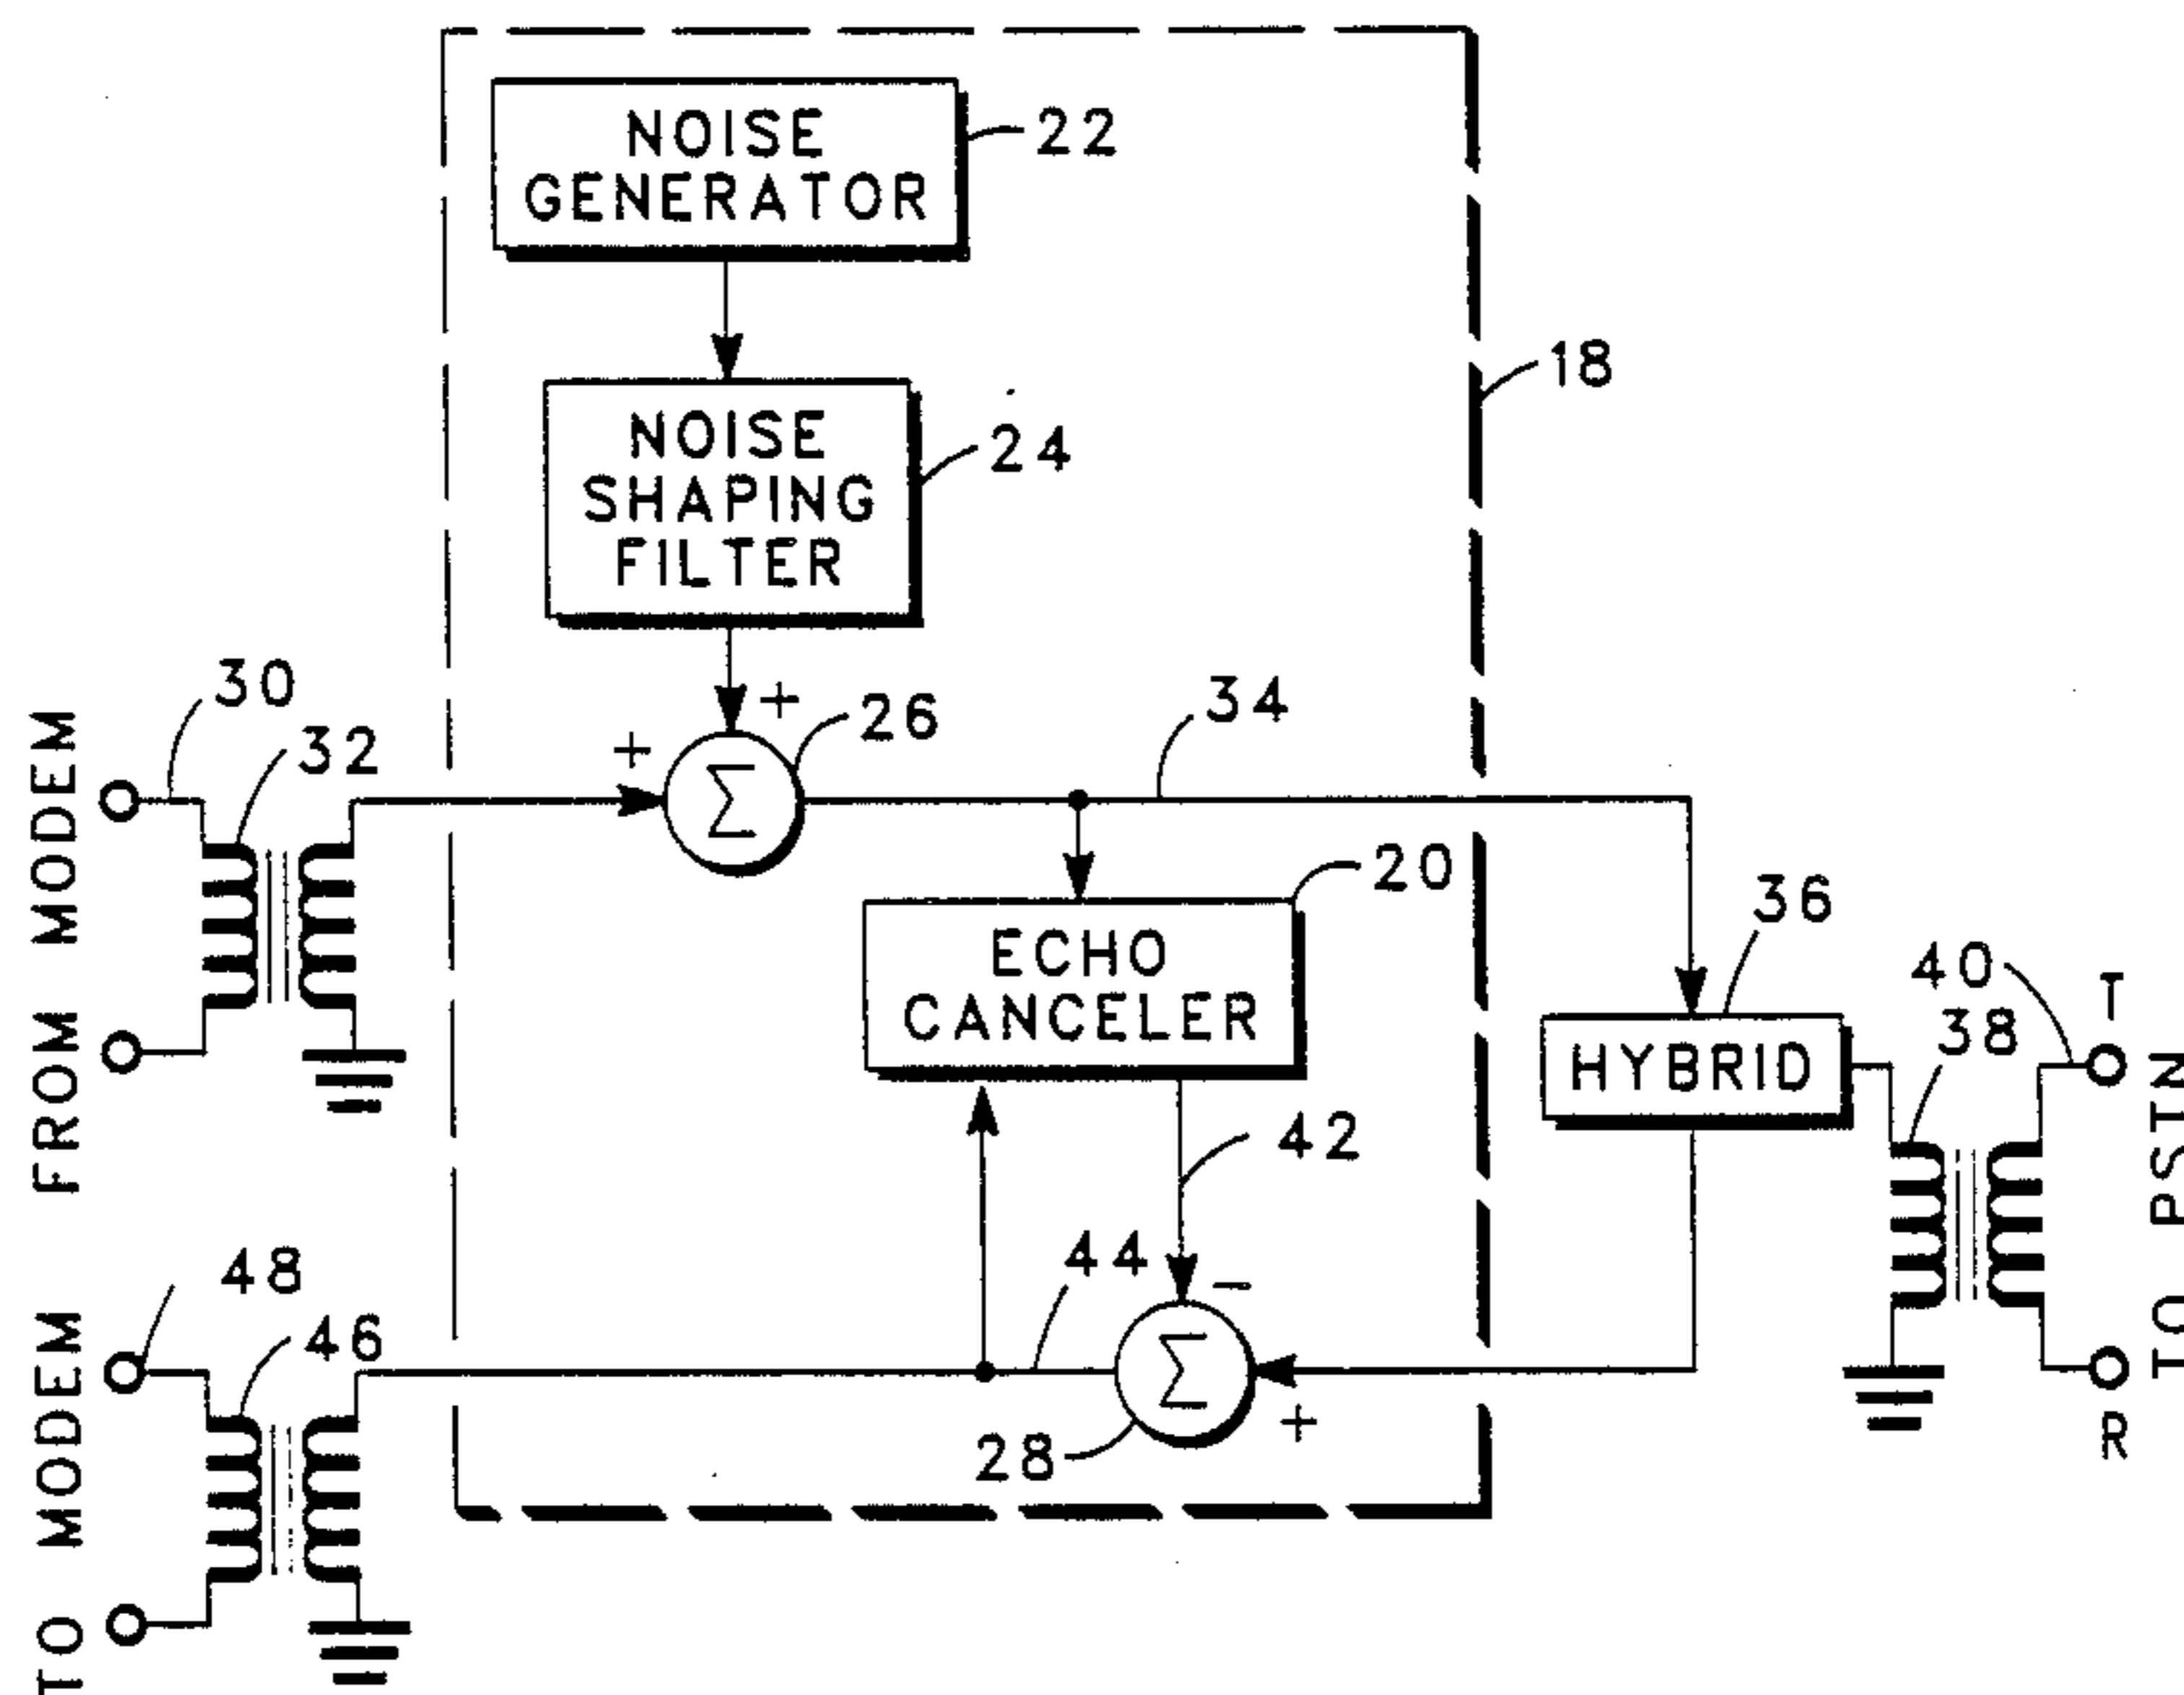 NOISE
GENERATOR
22
18
NOISE
SHAPING
FILTER
24
30
32
+
+
Σ
26
34
FROM MODEM
ECHO
CANCELER
20
36
HYBRID
40
38
T
TO PSTN
R
42
44
48
46
−
Σ
+
28
TO MODEM